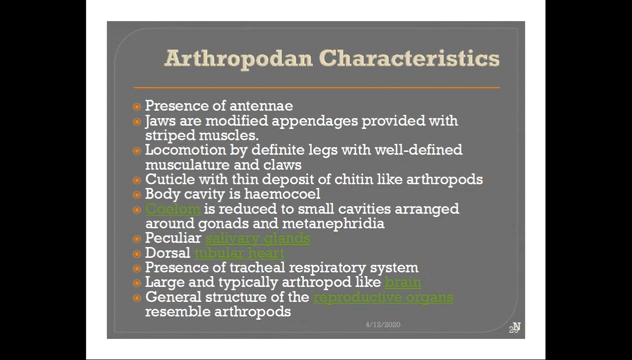 Arthropodan Characteristics
Presence of antennae
Jaws are modified appendages provided with
striped muscles.
Locomotion by definite legs with well-defined
musculature and claws
Cuticle with thin deposit of chitin like arthropods
Body cavity is haemocoel
Coelom is reduced to small cavities arranged
around gonads and metanephridia
Peculiar salivary glands
Dorsal tubular heart
Presence of tracheal respiratory system
Large and typically arthropod like brain
General structure of the reproductive organs
resemble arthropods
4/12/2020